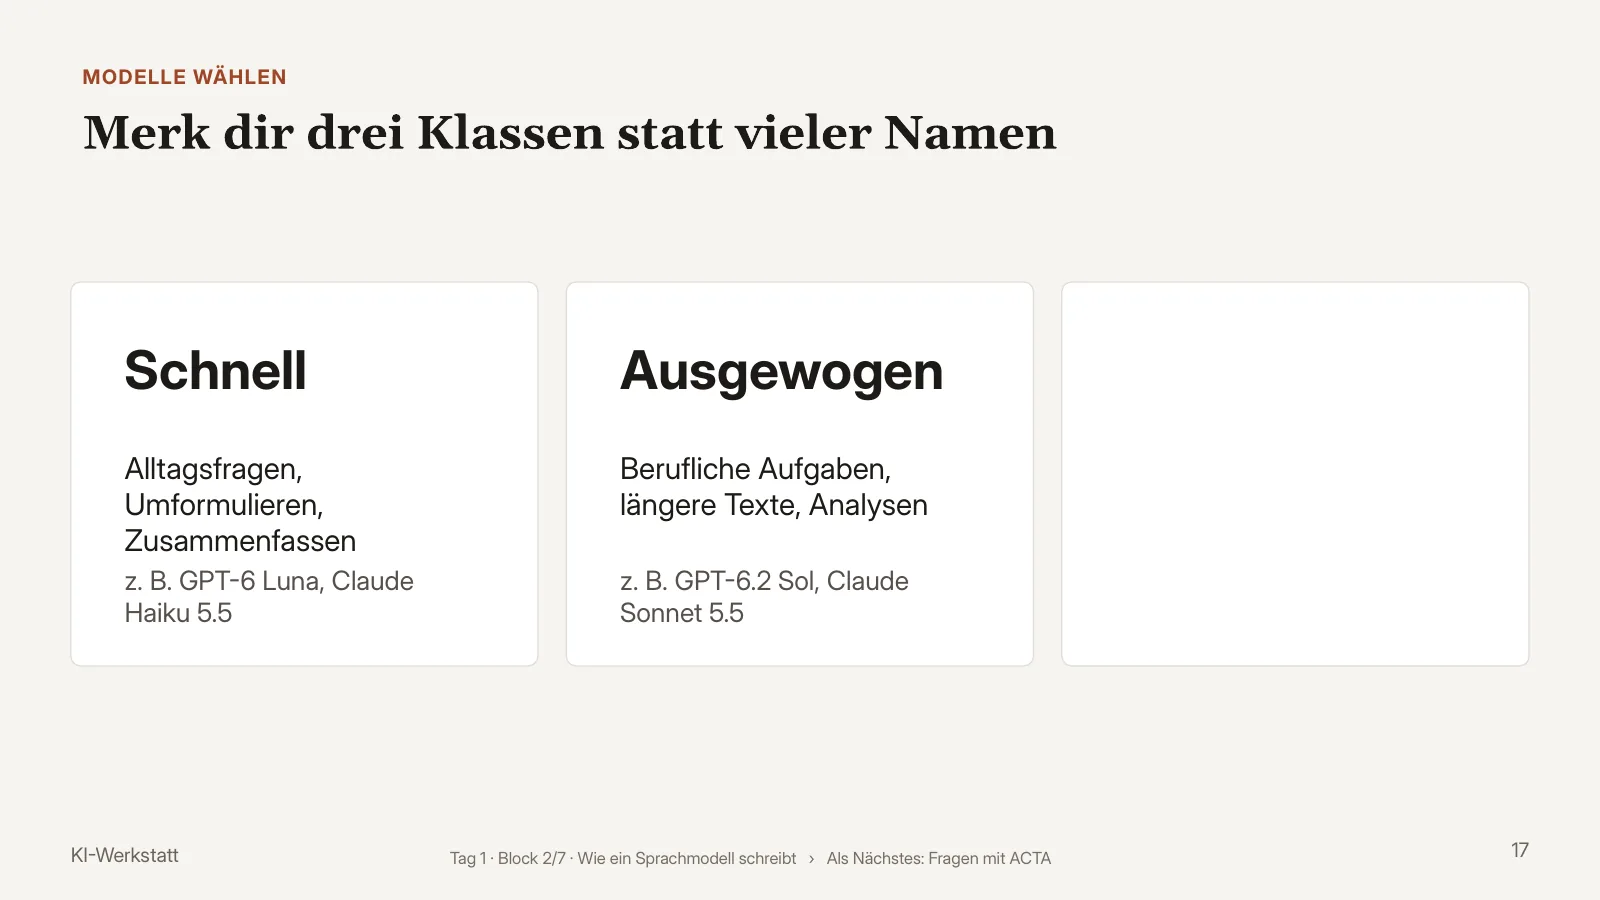 MODELLE WÄHLEN
Merk dir drei Klassen statt vieler Namen
Schnell
Alltagsfragen,
Umformulieren,
Zusammenfassen
z. B. GPT-6 Luna, Claude
Haiku 5.5
Ausgewogen
Berufliche Aufgaben,
längere Texte, Analysen
z. B. GPT-6.2 Sol, Claude
Sonnet 5.5
KI-Werkstatt
Tag 1 · Block 2/7 · Wie ein Sprachmodell schreibt › Als Nächstes: Fragen mit ACTA
17